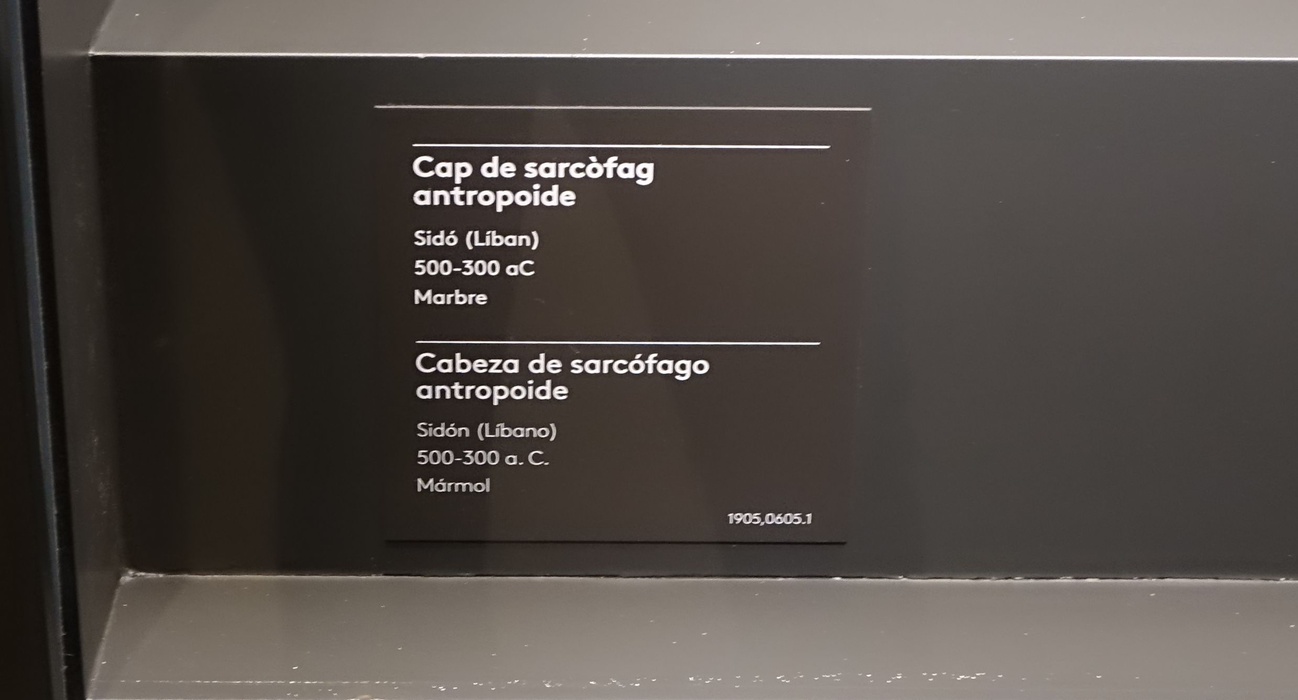 Cap de sarcòfag
antropoide
Sidó (Líban)
500-300 aC
Marbre
Cabeza de sarcófago
antropoide
Sidón (Líbano)
500-300 a. C.
Mármol
1905,0605.1